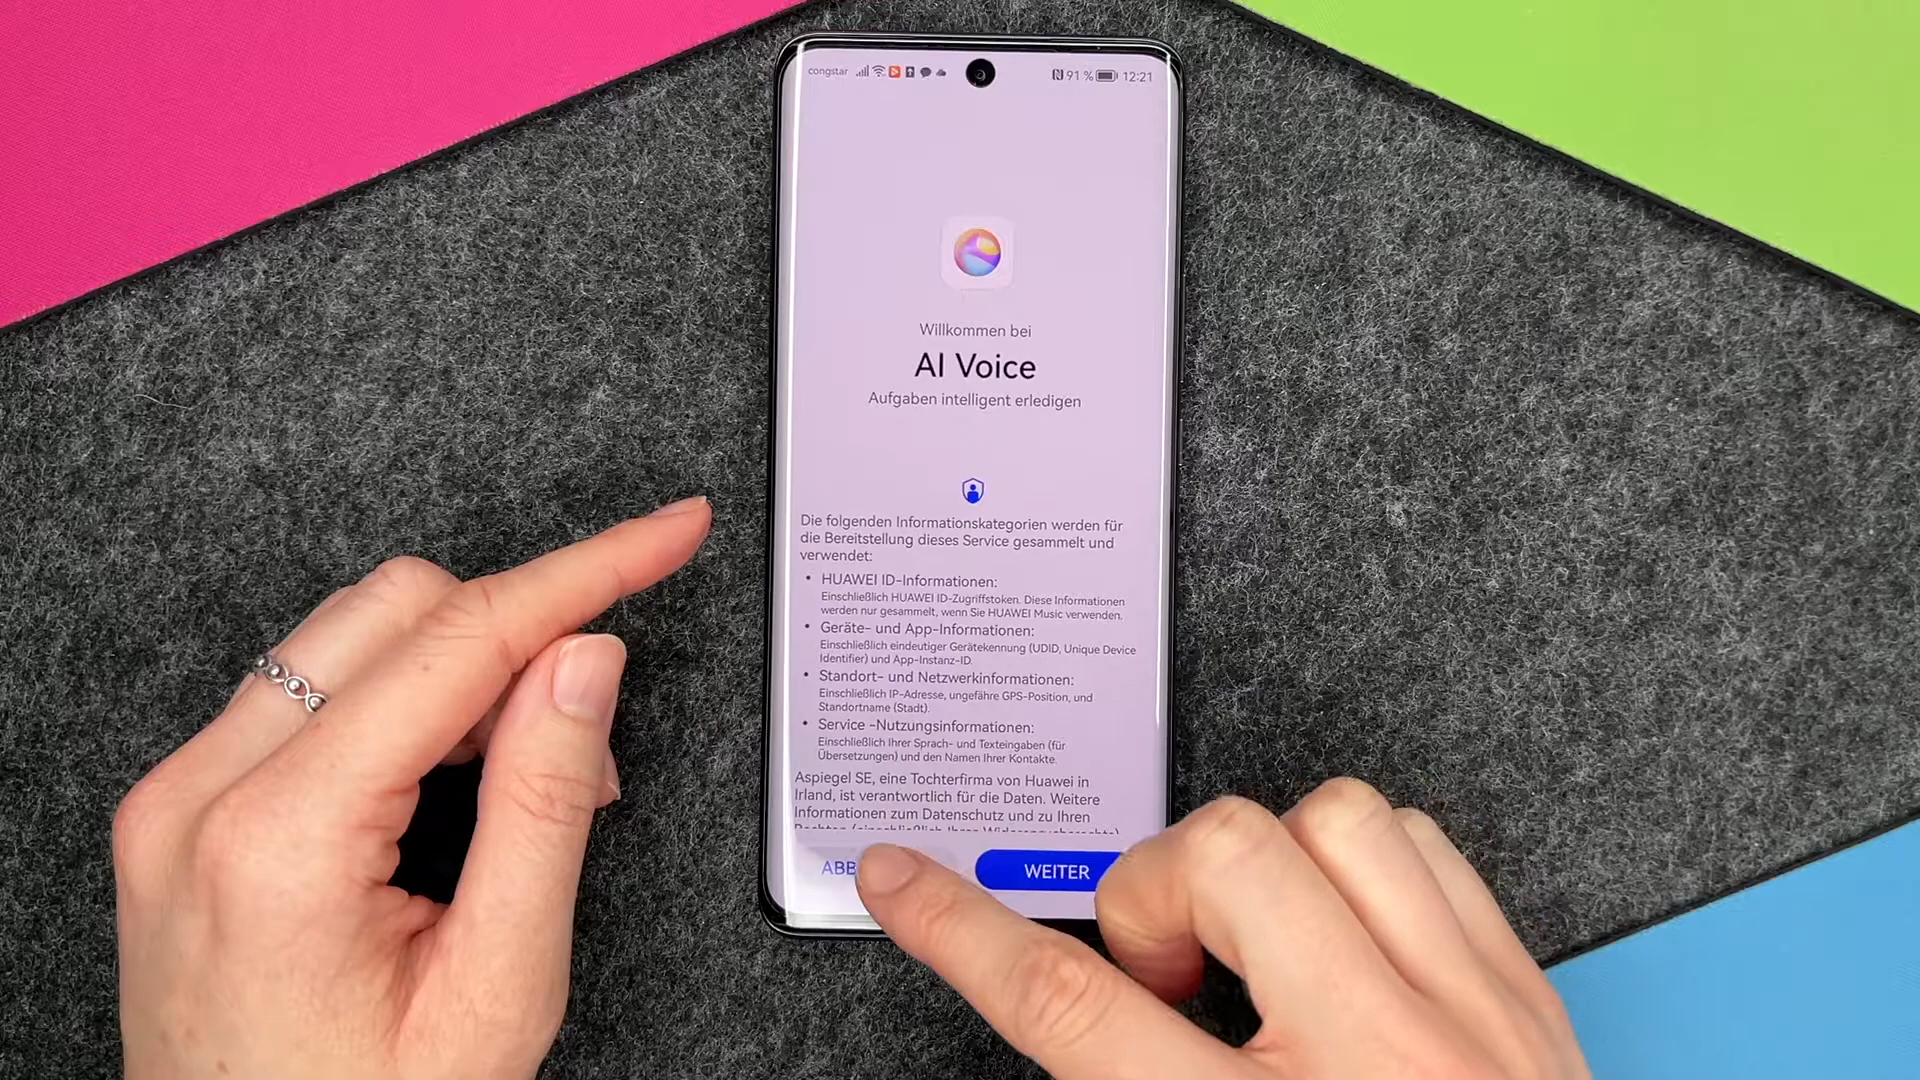 congstar 91 % 12:21
Willkommen bei
AI Voice
Aufgaben intelligent erledigen
Die folgenden Informationskategorien werden für
die Bereitstellung dieses Service gesammelt und
verwendet:
• HUAWEI ID-Informationen:
Einschließlich HUAWEI ID-Zugriffstoken. Diese Informationen
werden nur gesammelt, wenn Sie HUAWEI Music verwenden.
• Geräte- und App-Informationen:
Einschließlich eindeutiger Gerätekennung (UDID, Unique Device
Identifier) und App-Instanz-ID.
• Standort- und Netzwerkinformationen:
Einschließlich IP-Adresse, ungefähre GPS-Position, und
Standortname (Stadt).
• Service -Nutzungsinformationen:
Einschließlich Ihrer Sprach- und Texteingaben (für
Übersetzungen) und den Namen Ihrer Kontakte.
Aspiegel SE, eine Tochterfirma von Huawei in
Irland, ist verantwortlich für die Daten. Weitere
Informationen zum Datenschutz und zu Ihren
Rechten (einschließlich Ihres Widerspruchsrechts)
ABB WEITER